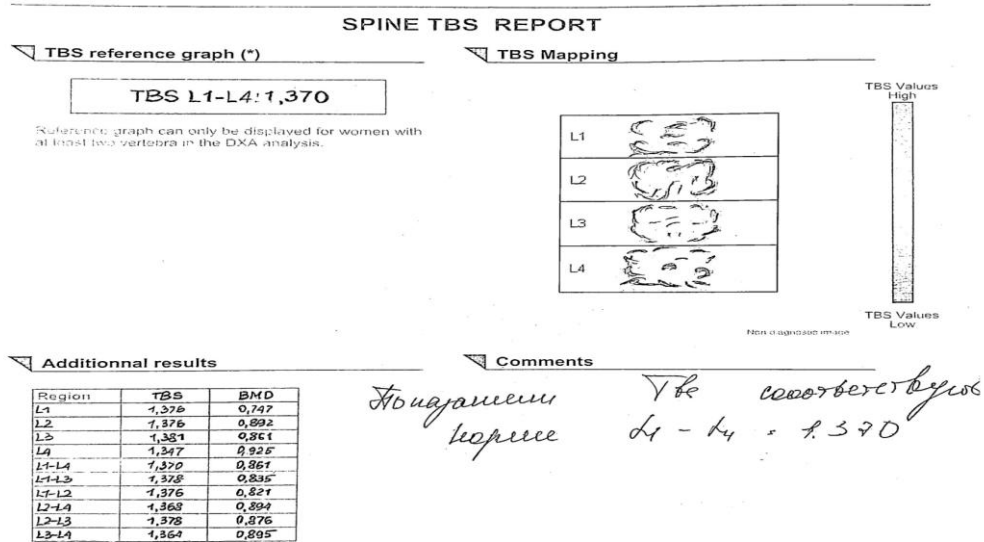 SPINE TBS REPORT
TBS reference graph (*)
TBS L1-L4: 1,370
Reference graph can only be displayed for women with
at least two vertebra in the DXA analysis.
TBS Mapping
L1
L2
L3
L4
TBS Values
High
TBS Values
Low
Non diagnostic image
Additionnal results
Region TBS BMD
L1 1,376 0,747
L2 1,376 0,892
L3 1,381 0,861
L4 1,347 0,925
L1-L4 1,370 0,861
L1-L3 1,378 0,835
L1-L2 1,376 0,821
L2-L4 1,368 0,894
L2-L3 1,378 0,876
L3-L4 1,364 0,895
Comments
Показатели соответствуют
норме L1 - L4 = 1.370